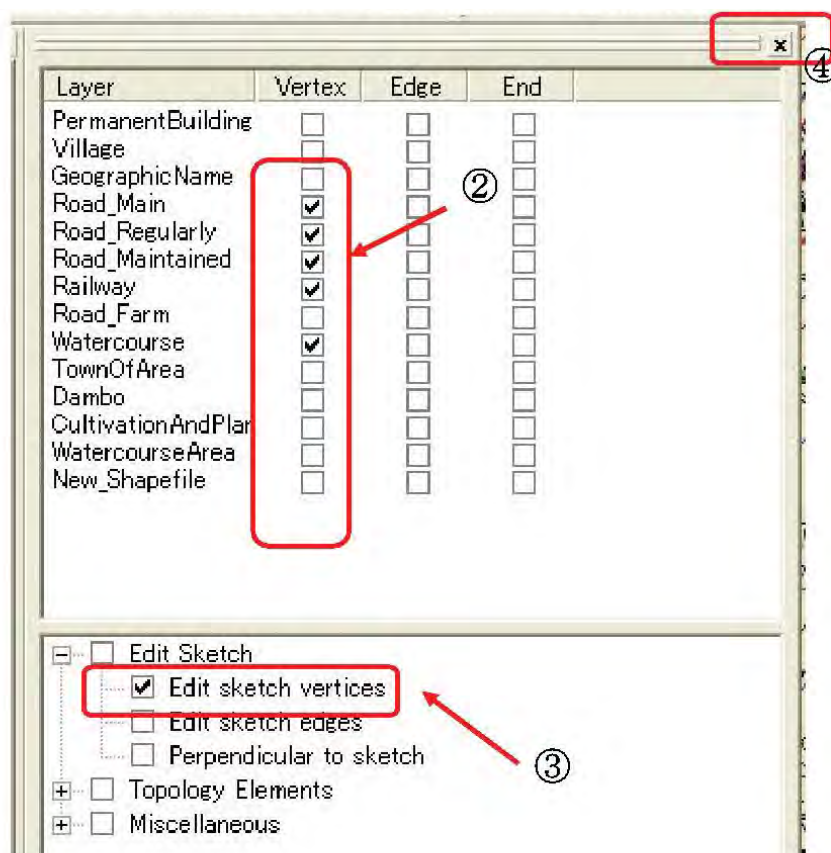 x
④
Layer Vertex Edge End
PermanentBuilding
Village
GeographicName
②
Road_Main
Road_Regularly
Road_Maintained
Railway
Road_Farm
Watercourse
TownOfArea
Dambo
CultivationAndPlan
WatercourseArea
New_Shapefile
Edit Sketch
Edit sketch vertices
Edit sketch edges
Perpendicular to sketch
③
Topology Elements
Miscellaneous